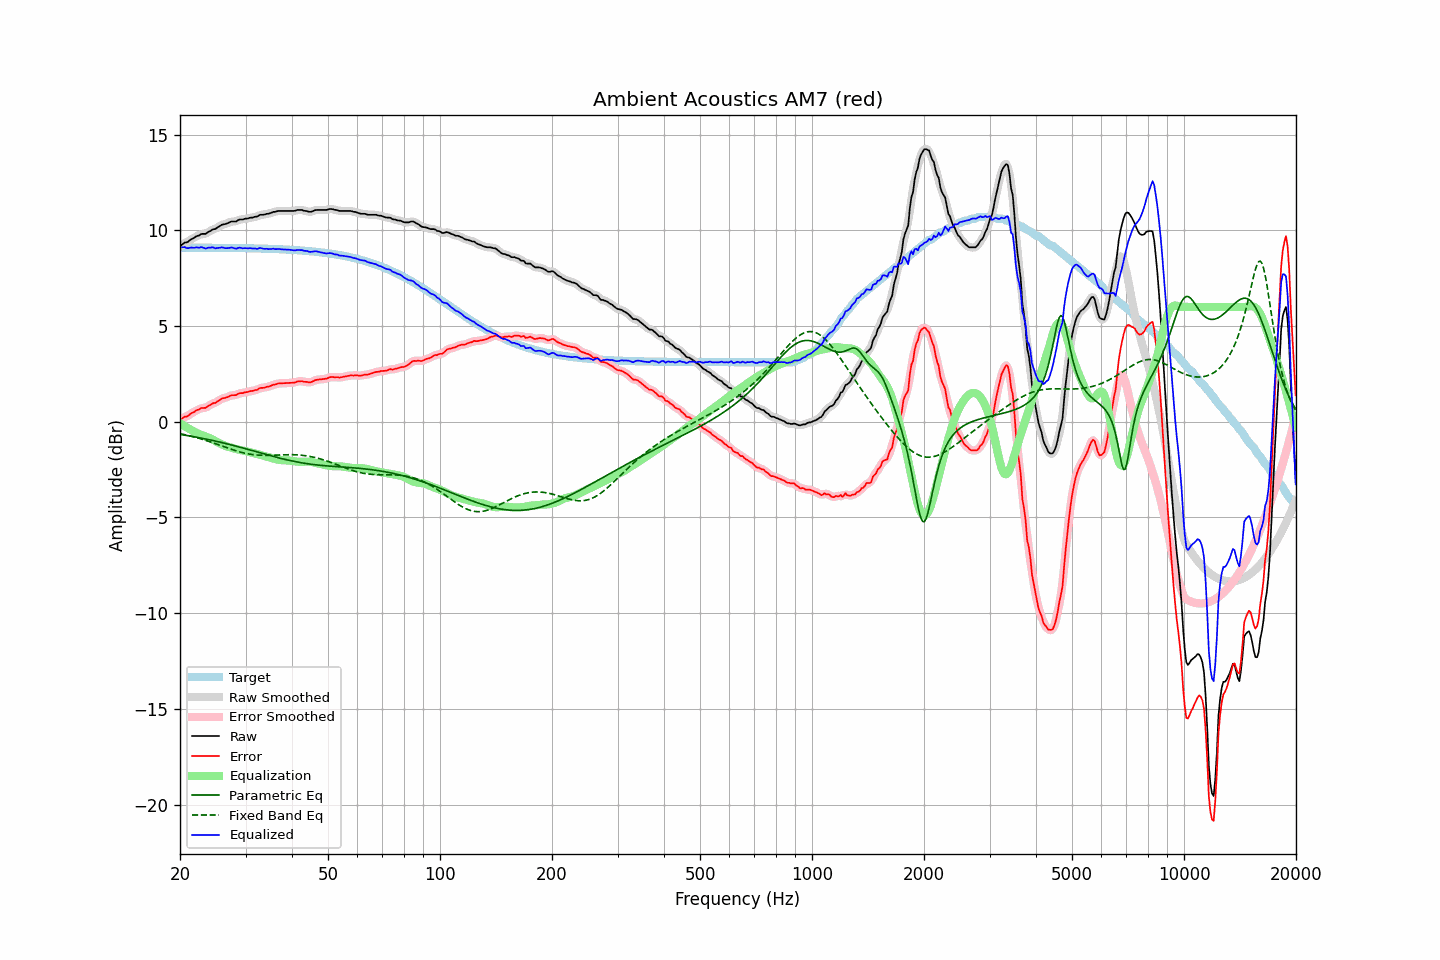 Ambient Acoustics AM7 (red)
15
10
5
0
−5
−10
−15
−20
Amplitude (dBr)
Target
Raw Smoothed
Error Smoothed
Raw
Error
Equalization
Parametric Eq
Fixed Band Eq
Equalized
20 50 100 200 500 1000 2000 5000 10000 20000
Frequency (Hz)